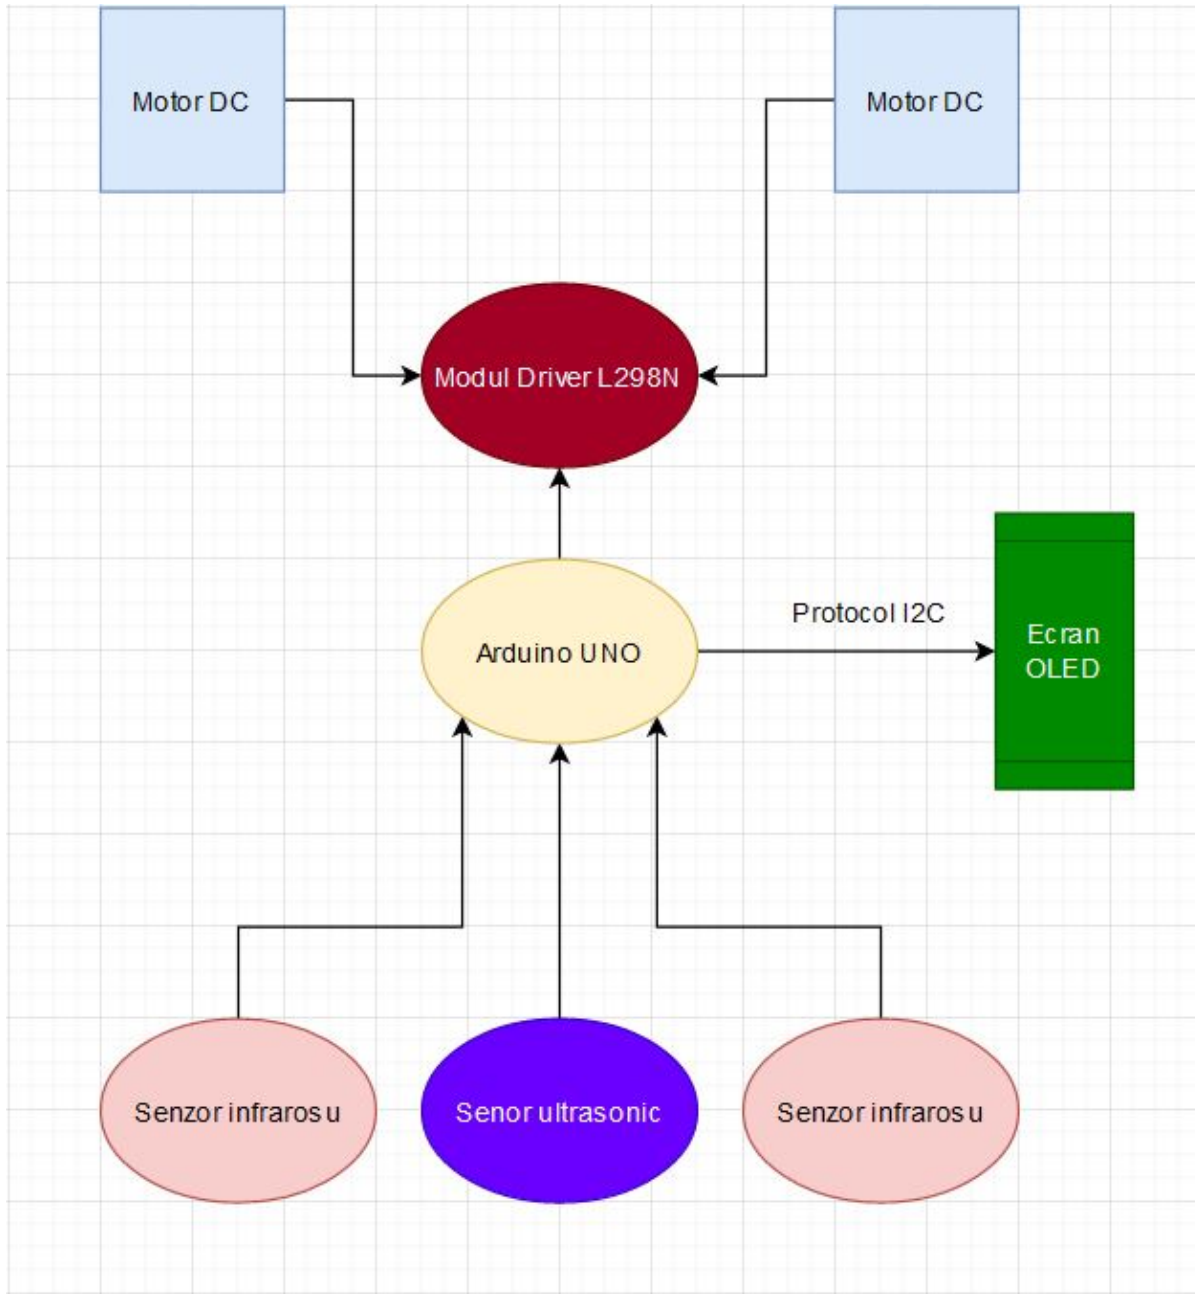 Motor DC
Motor DC
Modul Driver L298N
Protocol I2C
Arduino UNO
Ecran
OLED
Senzor infrarosu
Senor ultrasonic
Senzor infrarosu